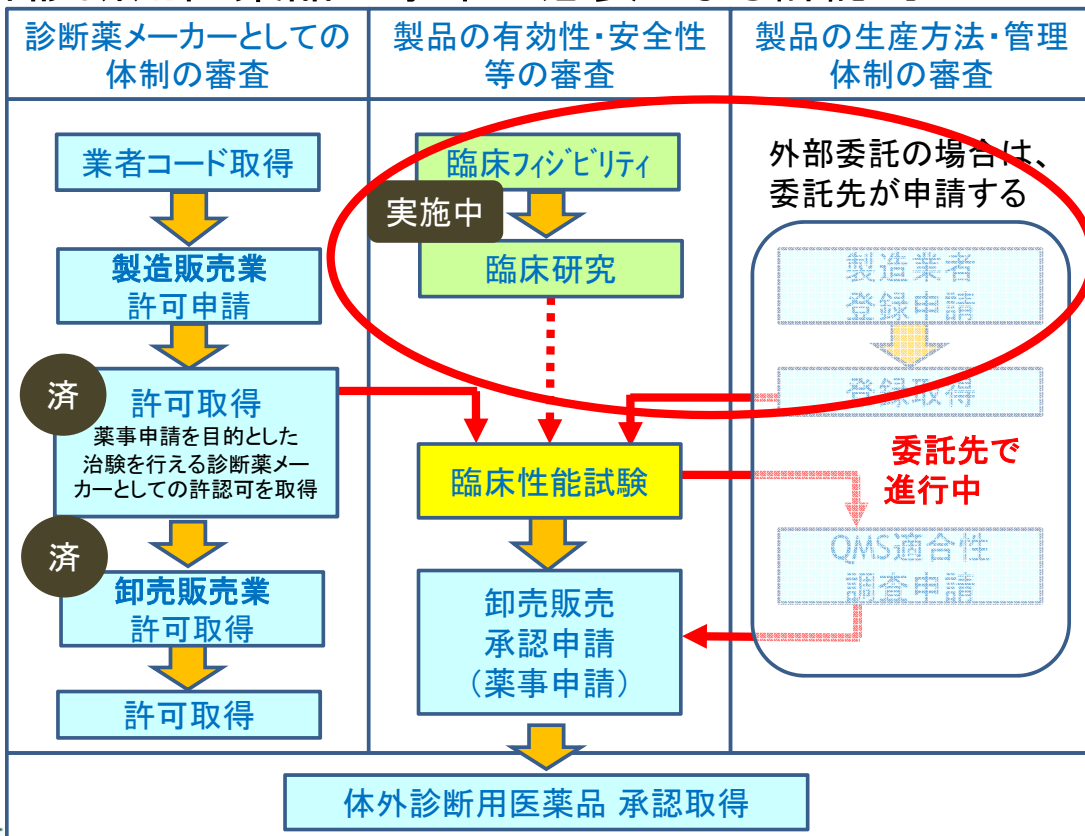 診断薬メーカーとしての
体制の審査
製品の有効性・安全性
等の審査
製品の生産方法・管理
体制の審査
業者コード取得
製造販売業
許可申請
済
許可取得
薬事申請を目的とした
治験を行える診断薬メー
カーとしての許認可を取得
済
卸売販売業
許可取得
許可取得
臨床フィジビリティ
実施中
臨床研究
臨床性能試験
卸売販売
承認申請
（薬事申請）
外部委託の場合は、
委託先が申請する
製造業者
登録申請
登録取得
委託先で
進行中
QMS適合性
調査申請
体外診断用医薬品 承認取得